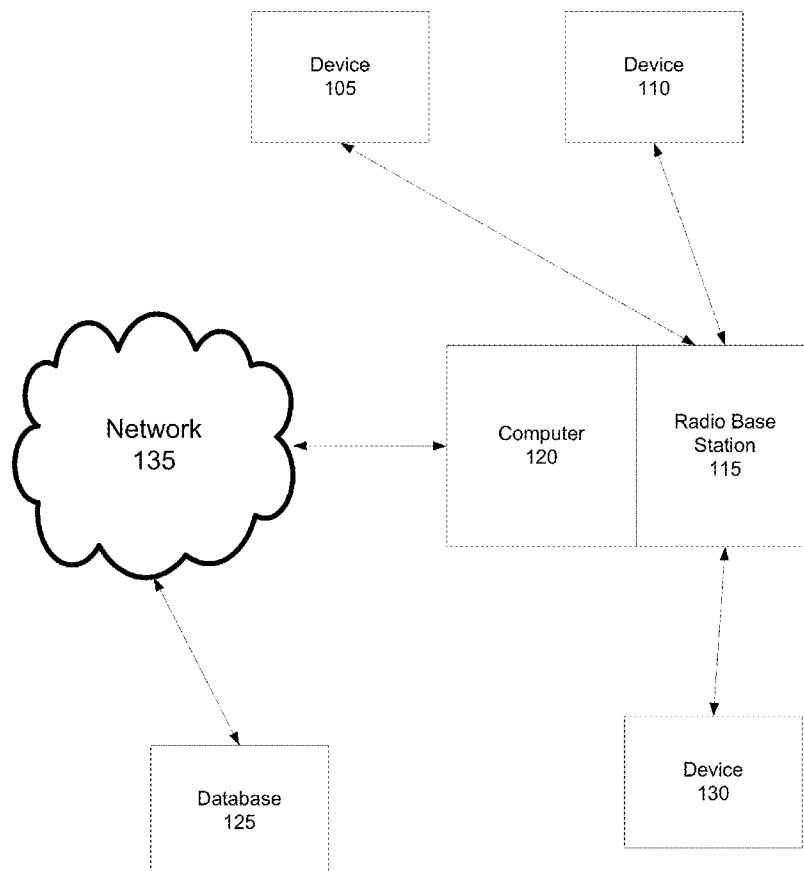 Device
105
Device
110
Network
135
Computer
120
Radio Base
Station
115
Database
125
Device
130